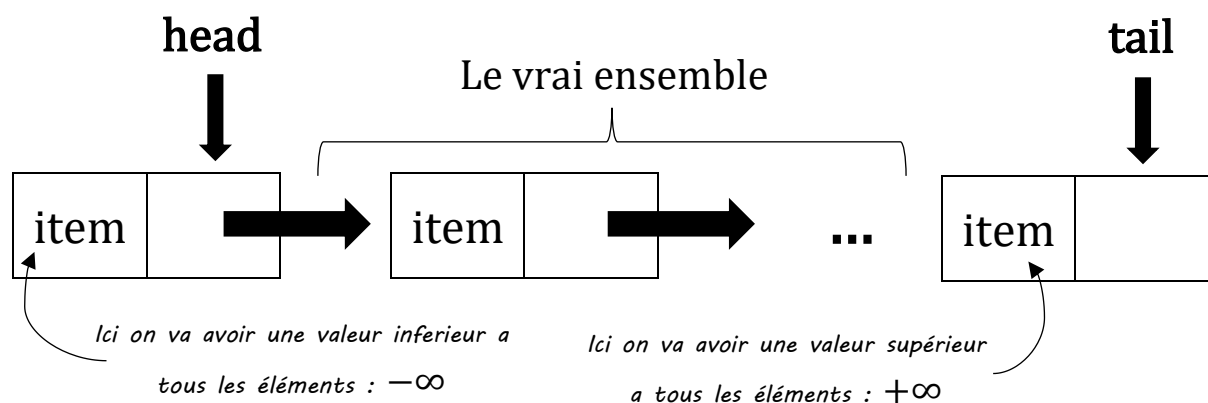 head
tail
Le vrai ensemble
item
item
...
item
Ici on va avoir une valeur inferieur a
tous les éléments : −∞
Ici on va avoir une valeur supérieur
a tous les éléments : +∞